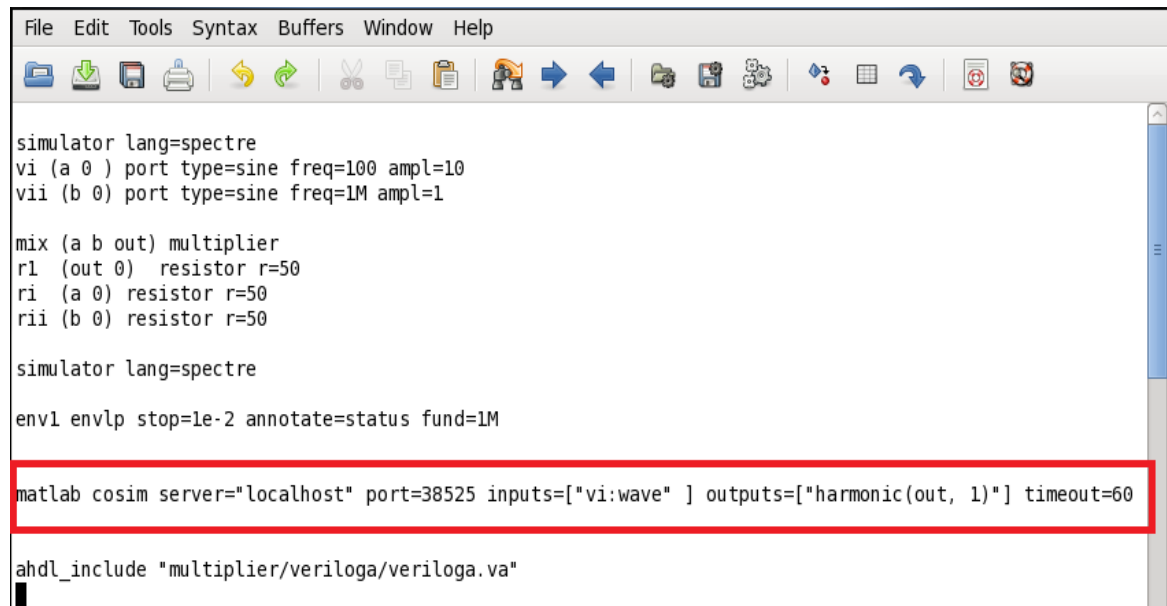 File Edit Tools Syntax Buffers Window Help
simulator lang=spectre
vi (a 0 ) port type=sine freq=100 ampl=10
vii (b 0) port type=sine freq=1M ampl=1
mix (a b out) multiplier
r1  (out 0)  resistor r=50
ri  (a 0) resistor r=50
rii (b 0) resistor r=50
simulator lang=spectre
env1 envlp stop=1e-2 annotate=status fund=1M
matlab cosim server="localhost" port=38525 inputs=["vi:wave" ] outputs=["harmonic(out, 1)"] timeout=60
ahdl_include "multiplier/veriloga/veriloga.va"